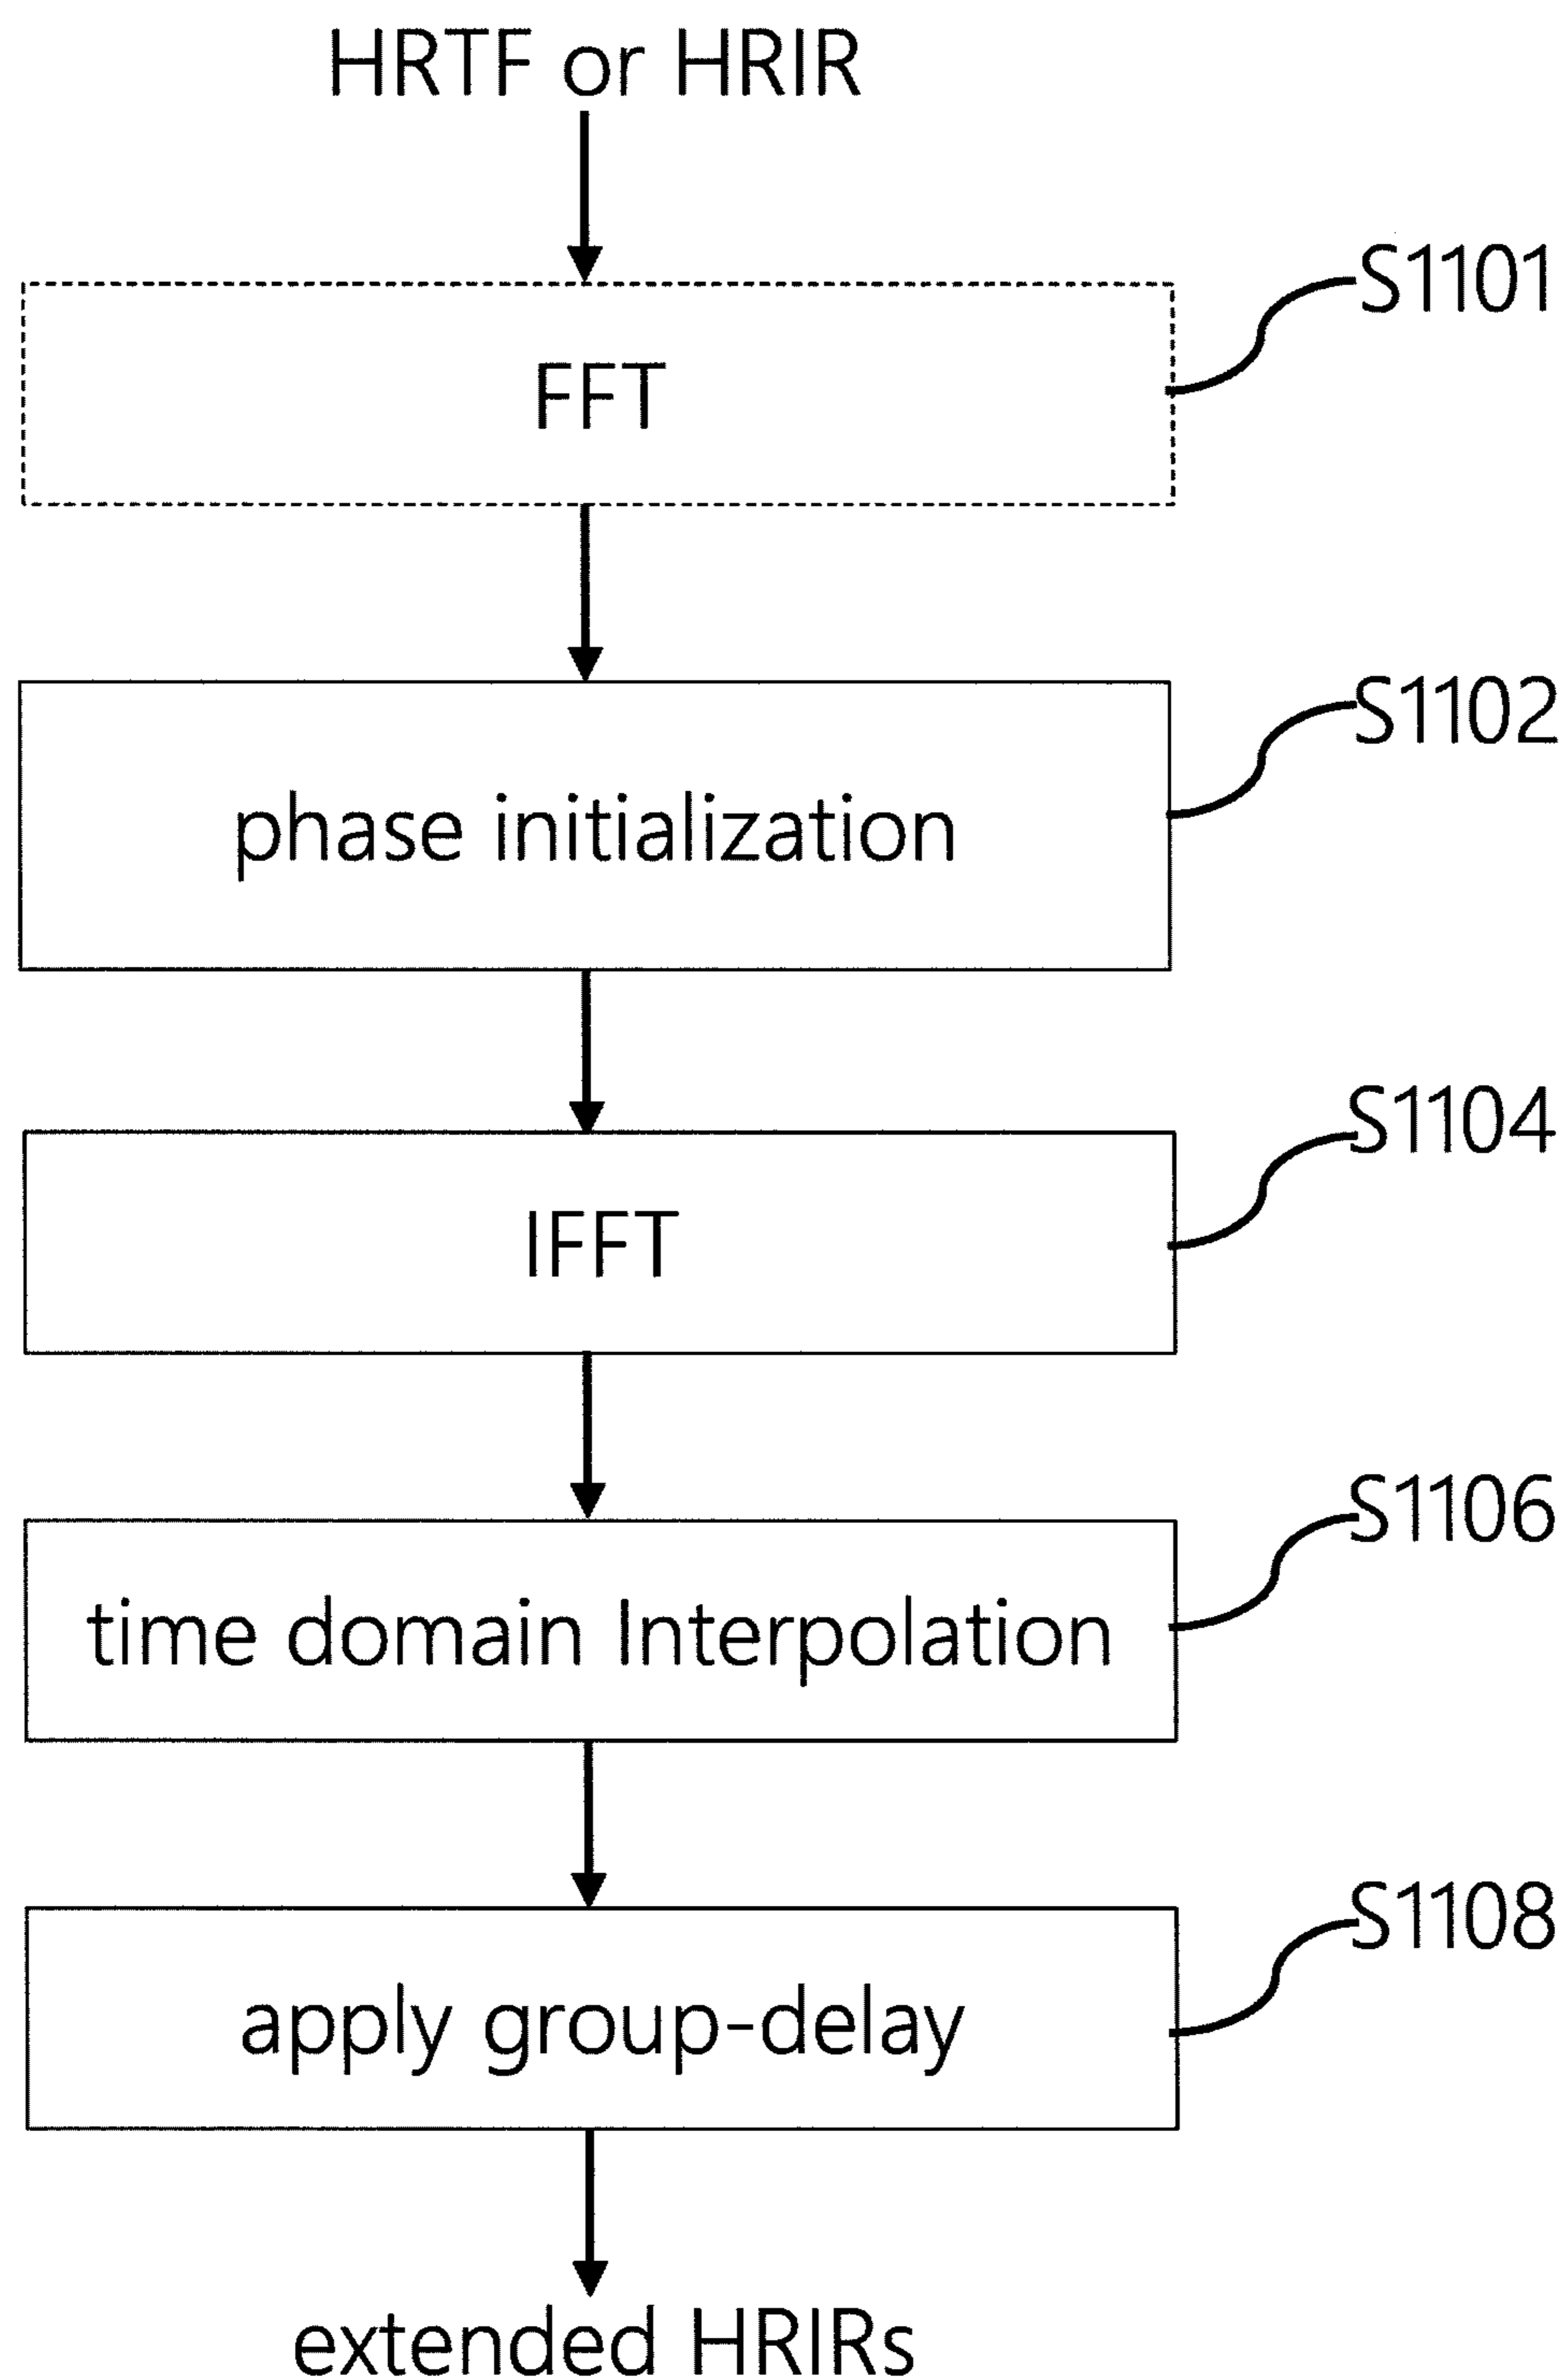 HRTF or HRIR
S1101
FFT
S1102
phase initialization
S1104
IFFT
S1106
time domain Interpolation
S1108
apply group-delay
extended HRIRs